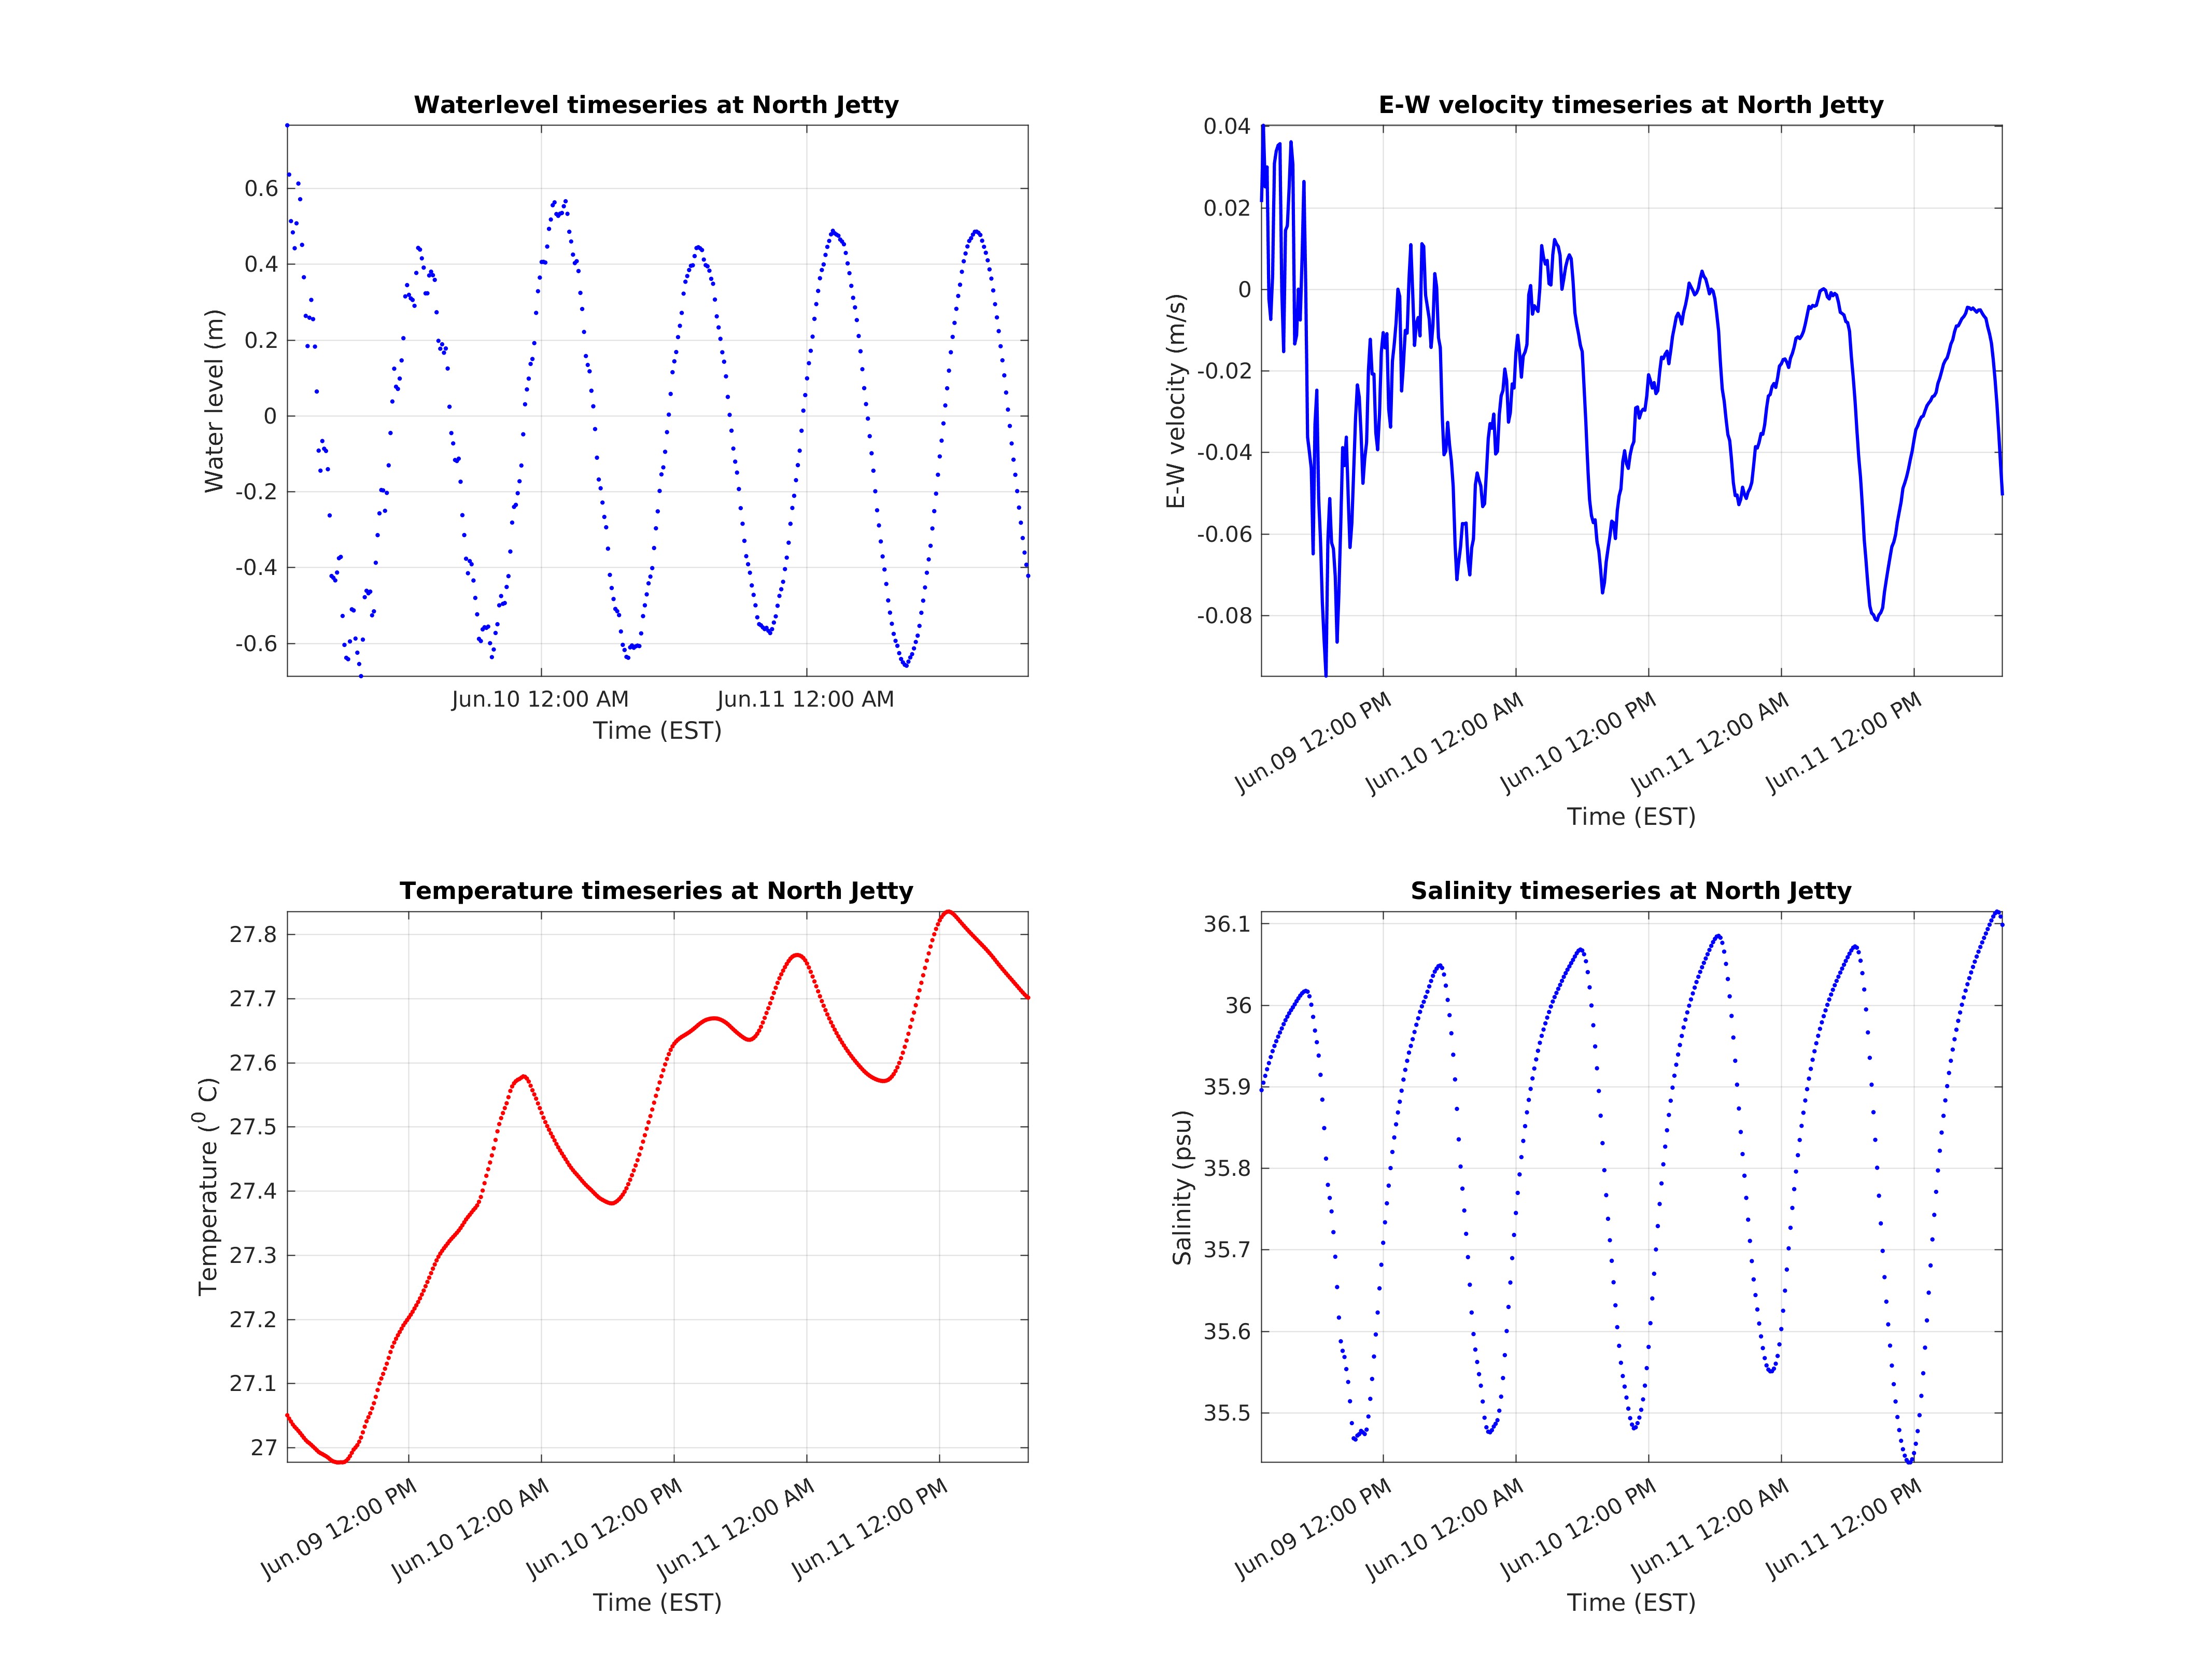 Waterlevel timeseries at North Jetty
Water level (m)
0.6
0.4
0.2
0
-0.2
-0.4
-0.6
Jun.10 12:00 AM
Jun.11 12:00 AM
Time (EST)
E-W velocity timeseries at North Jetty
E-W velocity (m/s)
0.04
0.02
0
-0.02
-0.04
-0.06
-0.08
Jun.09 12:00 PM
Jun.10 12:00 AM
Jun.10 12:00 PM
Jun.11 12:00 AM
Jun.11 12:00 PM
Time (EST)
Temperature timeseries at North Jetty
Temperature (⁰ C)
27.8
27.7
27.6
27.5
27.4
27.3
27.2
27.1
27
Jun.09 12:00 PM
Jun.10 12:00 AM
Jun.10 12:00 PM
Jun.11 12:00 AM
Jun.11 12:00 PM
Time (EST)
Salinity timeseries at North Jetty
Salinity (psu)
36.1
36
35.9
35.8
35.7
35.6
35.5
Jun.09 12:00 PM
Jun.10 12:00 AM
Jun.10 12:00 PM
Jun.11 12:00 AM
Jun.11 12:00 PM
Time (EST)